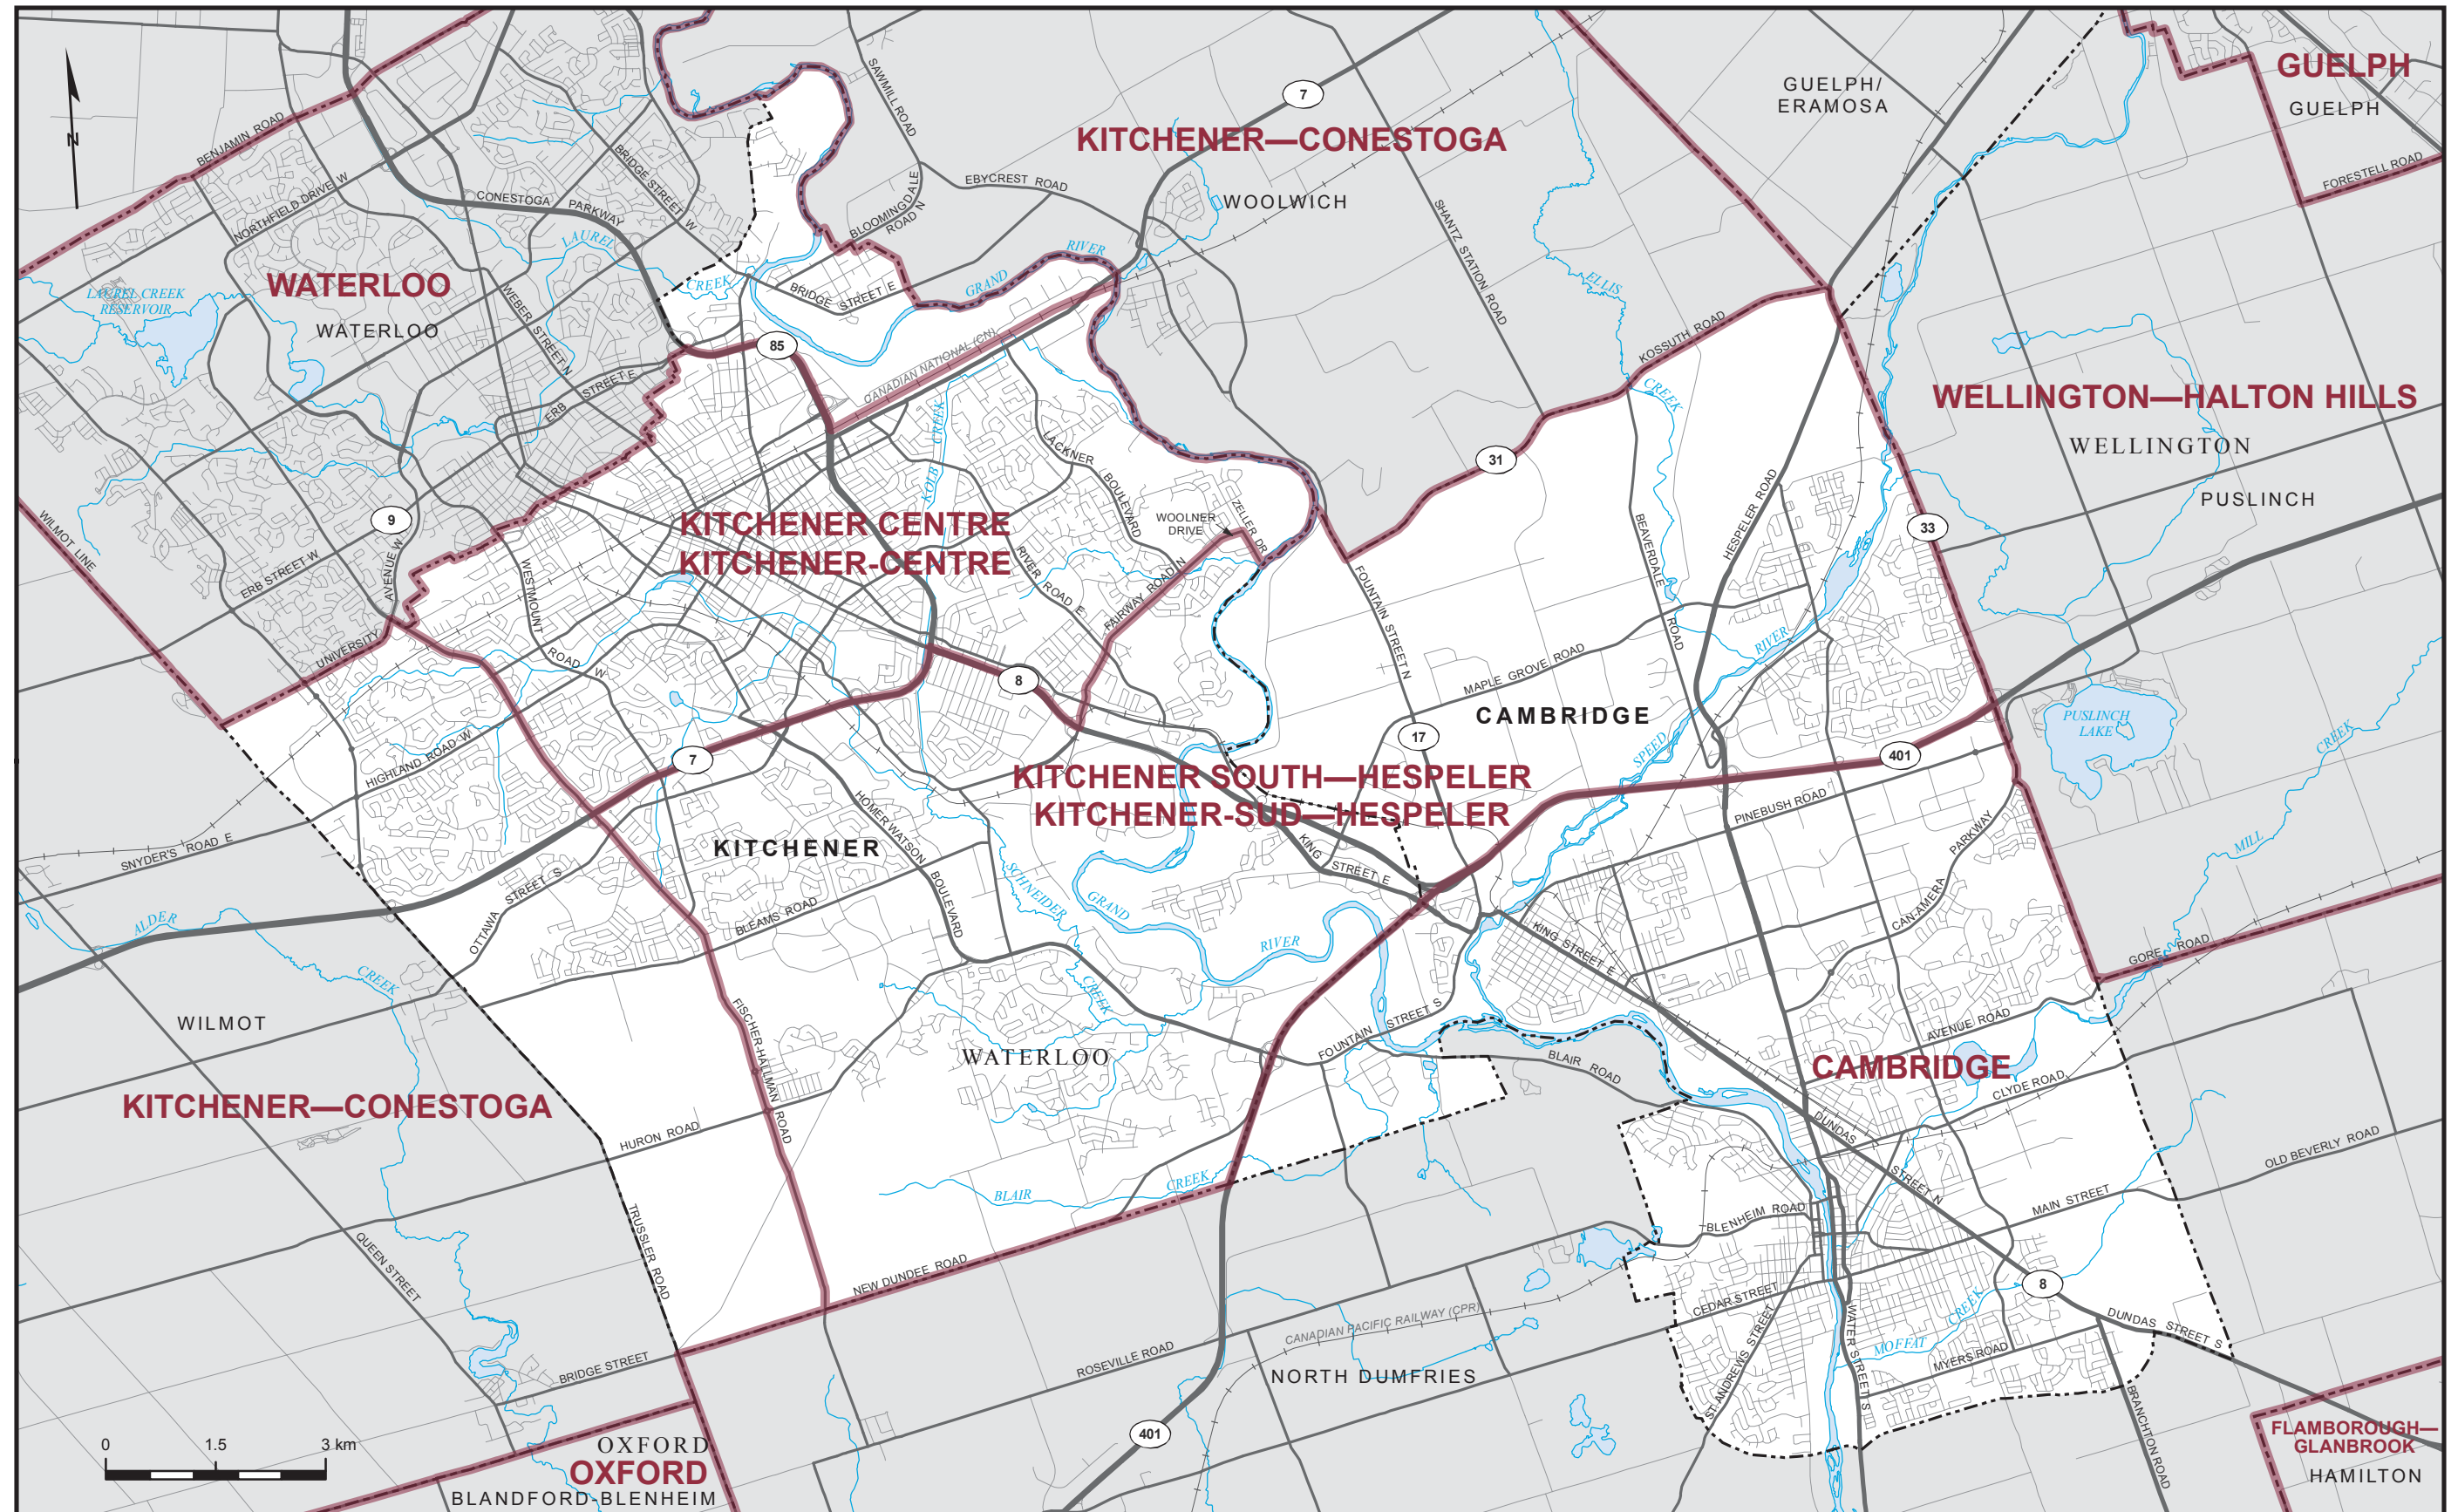 GUELPH
GUELPH
GUELPH/
ERAMOSA
FORESTELL ROAD
SAWMILL ROAD
7
KITCHENER—CONESTOGA
N
BENJAMIN ROAD
BRIDGE STREET W
NORTHFIELD DRIVE W
CONESTOGA PARKWAY
EBYCREST ROAD
WOOLWICH
BLOOMINGDALE
ROAD N
SHANTZ STATION ROAD
LAUREL
CREEK
GRAND
RIVER
ELLIS
CREEK
WATERLOO
WATERLOO
LAUREL CREEK
RESERVOIR
WEBER STREET N
BRIDGE STREET E
85
CANADIAN NATIONAL (CN)
KOSSUTH ROAD
ERB STREET E
WELLINGTON—HALTON HILLS
WELLINGTON
PUSLINCH
KOLB CREEK
LACKNER
BOULEVARD
31
HESPELER ROAD
33
9
WILMOT LINE
KITCHENER CENTRE
KITCHENER-CENTRE
WOOLNER
DRIVE
ZELLER DR
ERB STREET W
AVENUE W
UNIVERSITY
WESTMOUNT
ROAD W
RIVER ROAD E
FAIRWAY ROAD N
FOUNTAIN STREET N
BEAVERDALE
ROAD
MAPLE GROVE ROAD
RIVER
SPEED
8
CAMBRIDGE
PUSLINCH
LAKE
CREEK
MILL
HIGHLAND ROAD W
7
17
401
KITCHENER SOUTH—HESPELER
KITCHENER-SUD—HESPELER
PINEBUSH ROAD
PARKWAY
CAN-AMERA
HOMER WATSON
BOULEVARD
KITCHENER
KING STREET E
SNYDER'S ROAD E
OTTAWA STREET S
BLEAMS ROAD
SCHNEIDER
CREEK
GRAND
RIVER
KING STREET E
GORE ROAD
ALDER
CREEK
WILMOT
FISCHER-HALLMAN ROAD
WATERLOO
FOUNTAIN STREET S
BLAIR ROAD
AVENUE ROAD
CAMBRIDGE
CLYDE ROAD
KITCHENER—CONESTOGA
HURON ROAD
DUNDAS
STREET N
OLD BEVERLY ROAD
BLAIR
CREEK
TRUSSLER ROAD
QUEEN STREET
MAIN STREET
BLENHEIM ROAD
NEW DUNDEE ROAD
CEDAR STREET
8
ST. ANDREWS STREET
WATER STREET S
MOFFAT
CREEK
DUNDAS STREET S
CANADIAN PACIFIC RAILWAY (CPR)
MYERS ROAD
ROSEVILLE ROAD
BRIDGE STREET
NORTH DUMFRIES
BRANCHTON ROAD
401
0 1.5 3 km
OXFORD
OXFORD
BLANDFORD-BLENHEIM
FLAMBOROUGH—
GLANBROOK
HAMILTON